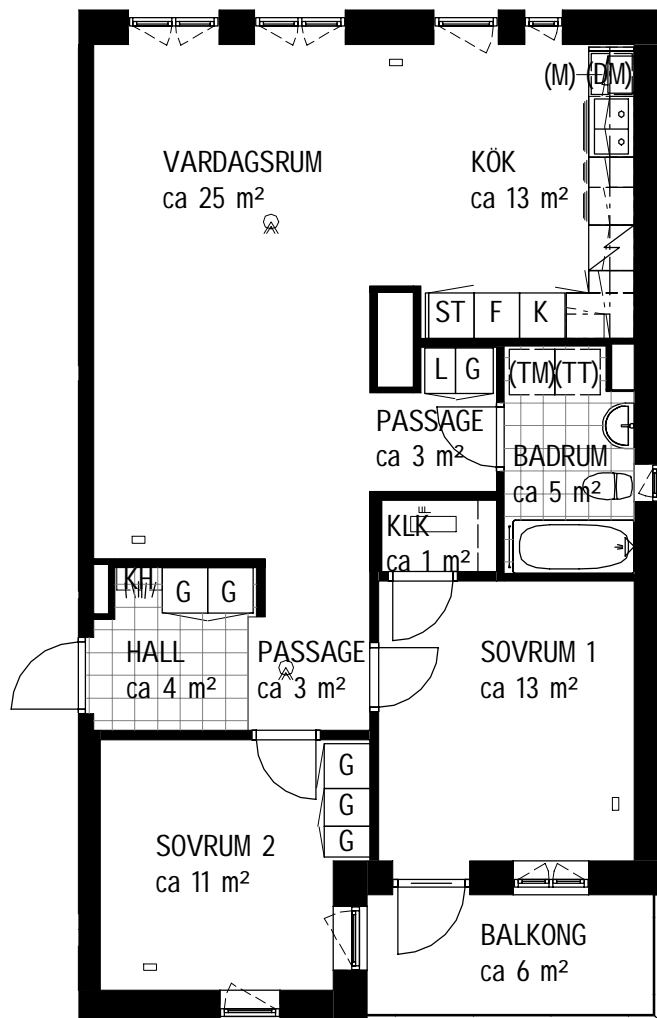 (M) (DM)
VARDAGSRUM
ca 25 m²
KÖK
ca 13 m²
ST F K
L G
(TM) (TT)
PASSAGE
ca 3 m²
BADRUM
ca 5 m²
KLK
ca 1 m²
KH
G G
HALL
ca 4 m²
PASSAGE
ca 3 m²
SOVRUM 1
ca 13 m²
G
G
G
SOVRUM 2
ca 11 m²
BALKONG
ca 6 m²